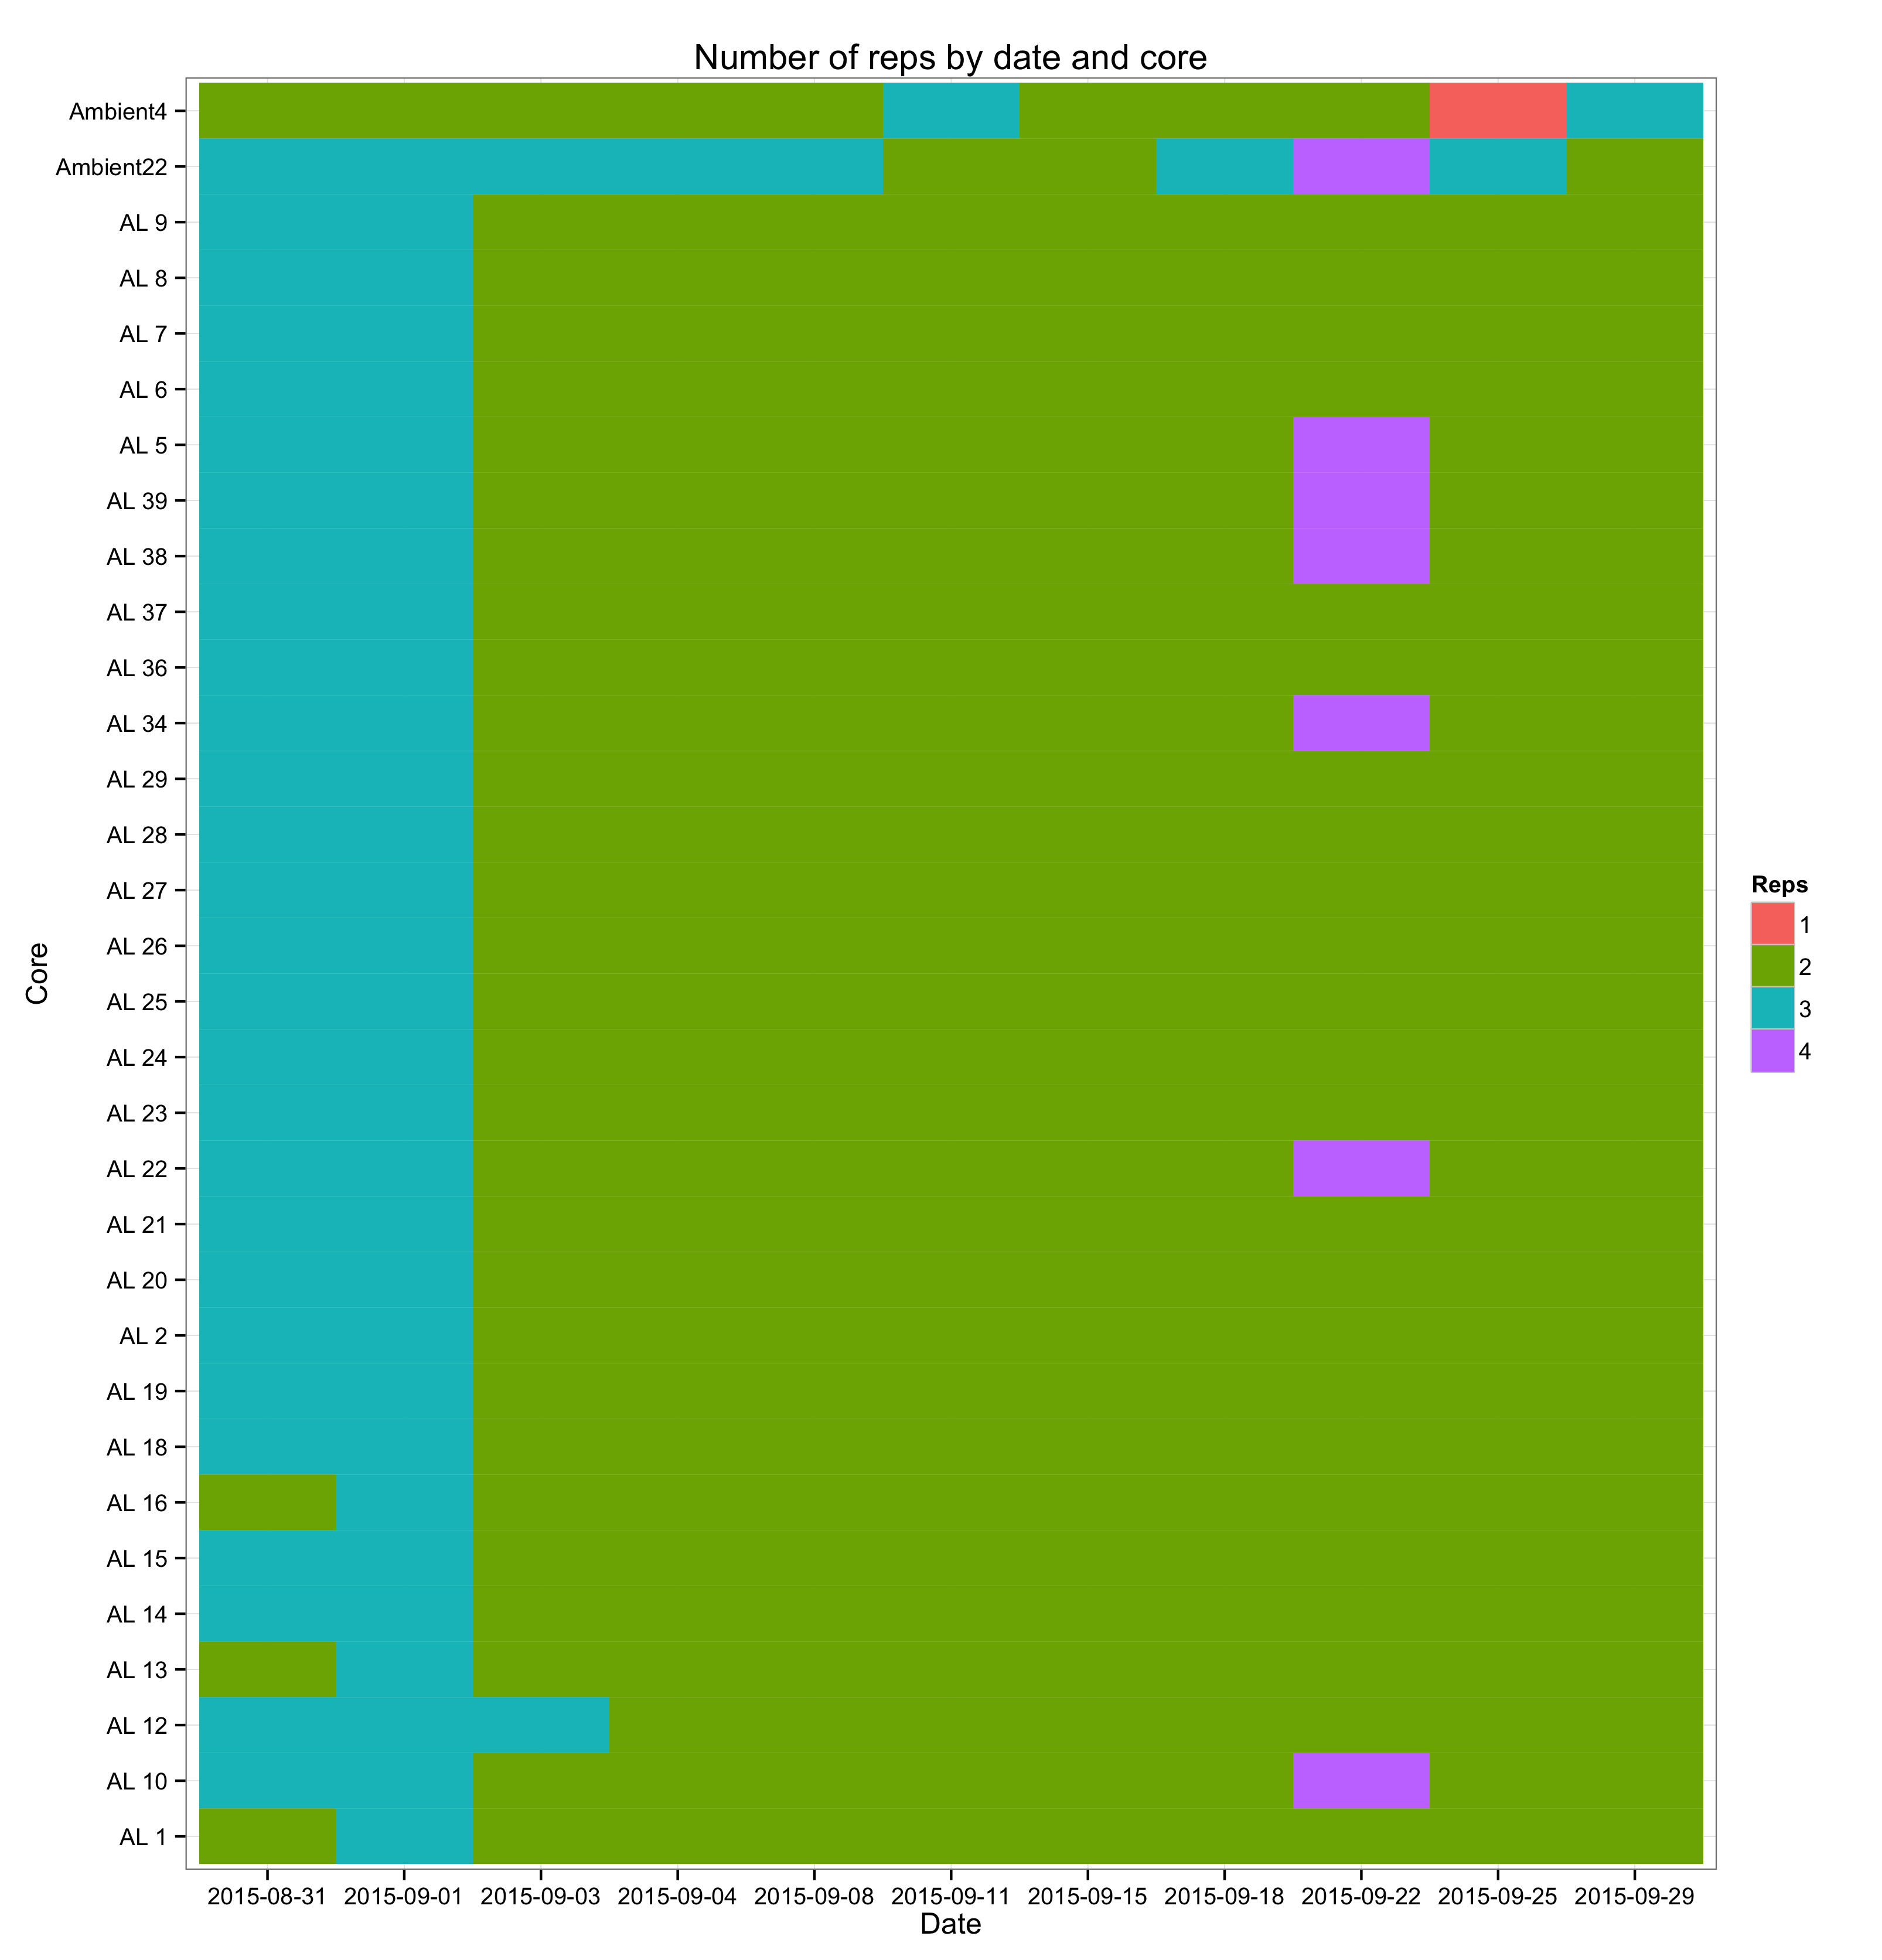 Number of reps by date and core
Ambient4
Ambient22
AL 9
AL 8
AL 7
AL 6
AL 5
AL 39
AL 38
AL 37
AL 36
AL 34
AL 29
AL 28
AL 27
AL 26
AL 25
AL 24
AL 23
AL 22
AL 21
AL 20
AL 2
AL 19
AL 18
AL 16
AL 15
AL 14
AL 13
AL 12
AL 10
AL 1
Core
2015-08-31 2015-09-01 2015-09-03 2015-09-04 2015-09-08 2015-09-11 2015-09-15 2015-09-18 2015-09-22 2015-09-25 2015-09-29
Date
Reps
1
2
3
4